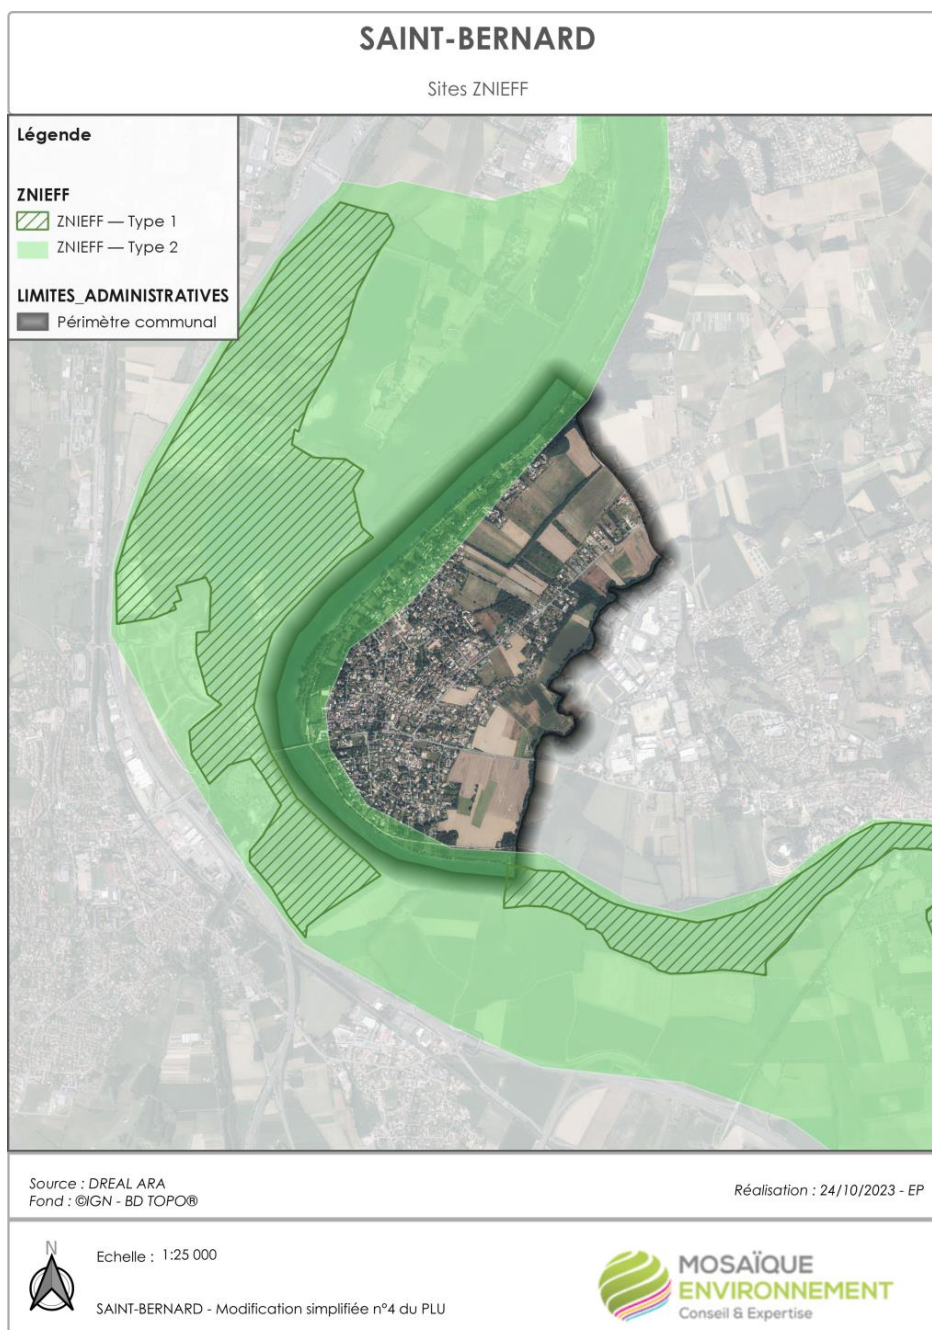 SAINT-BERNARD
Sites ZNIEFF
Légende
ZNIEFF
ZNIEFF — Type 1
ZNIEFF — Type 2
LIMITES_ADMINISTRATIVES
Périmètre communal
Source : DREAL ARA
Fond : ©IGN - BD TOPO®
Réalisation : 24/10/2023 - EP
N
Echelle : 1:25 000
SAINT-BERNARD - Modification simplifiée n°4 du PLU
MOSAÏQUE
ENVIRONNEMENT
Conseil & Expertise